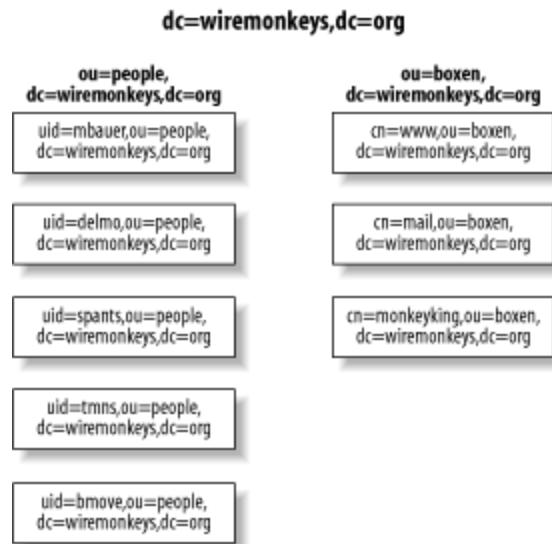 dc=wiremonkeys,dc=org
ou=people,
dc=wiremonkeys,dc=org
uid=mbauer,ou=people,
dc=wiremonkeys,dc=org
uid=delmo,ou=people,
dc=wiremonkeys,dc=org
uid=spants,ou=people,
dc=wiremonkeys,dc=org
uid=tmns,ou=people,
dc=wiremonkeys,dc=org
uid=bmove,ou=people,
dc=wiremonkeys,dc=org
ou=boxen,
dc=wiremonkeys,dc=org
cn=www,ou=boxen,
dc=wiremonkeys,dc=org
cn=mail,ou=boxen,
dc=wiremonkeys,dc=org
cn=monkeyking,ou=boxen,
dc=wiremonkeys,dc=org